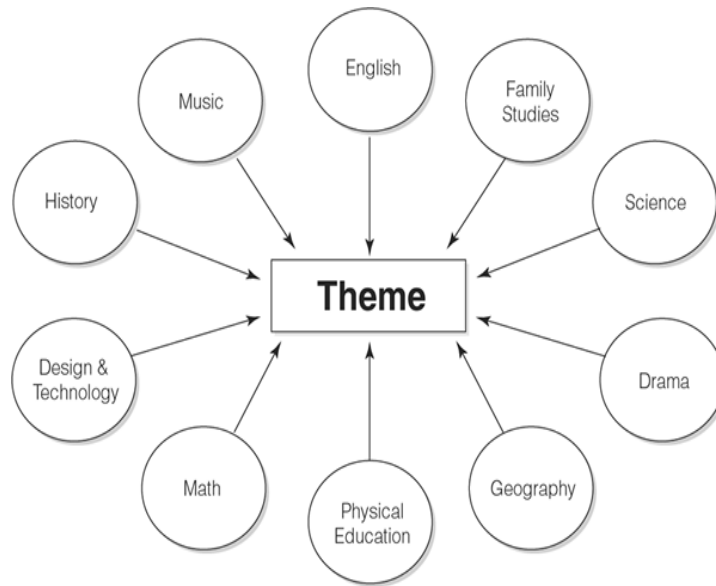 English
Music
Family
Studies
History
Science
Theme
Design &
Technology
Drama
Math
Geography
Physical
Education